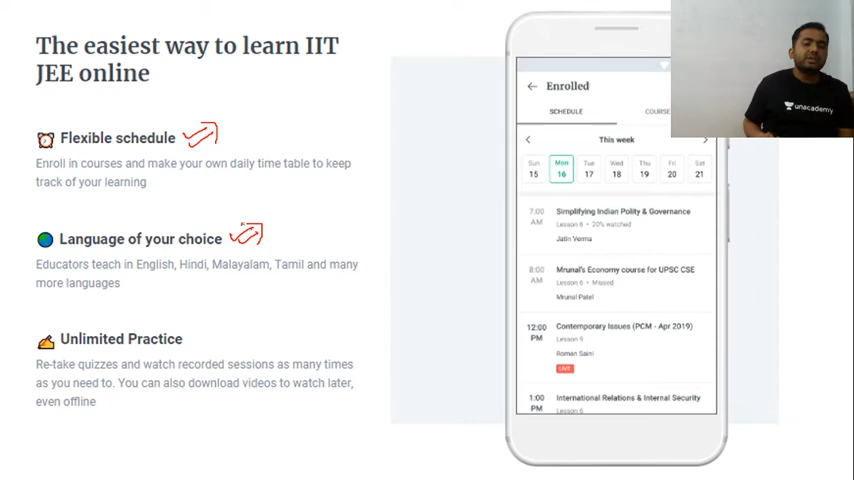 The easiest way to learn IIT
JEE online
Flexible schedule
Enroll in courses and make your own daily time table to keep
track of your learning
Language of your choice
Educators teach in English, Hindi, Malayalam, Tamil and many
more languages
Unlimited Practice
Re-take quizzes and watch recorded sessions as many times
as you need to. You can also download videos to watch later,
even offline
Enrolled
SCHEDULE COURS
This week
Sun Mon Tue Wed Thu Fri Sat
15 16 17 18 19 20 21
7:00 AM
Simplifying Indian Polity & Governance
Lesson 6 • 20% watched
Jatin Verma
8:00 AM
Mrunal's Economy course for UPSC CSE
Lesson 6 • Missed
Mrunal Patel
12:00 PM
Contemporary Issues (PCM - Apr 2019)
Lesson 9
Roman Saini
LIVE
1:00 PM
International Relations & Internal Security
Lesson 6
unacademy